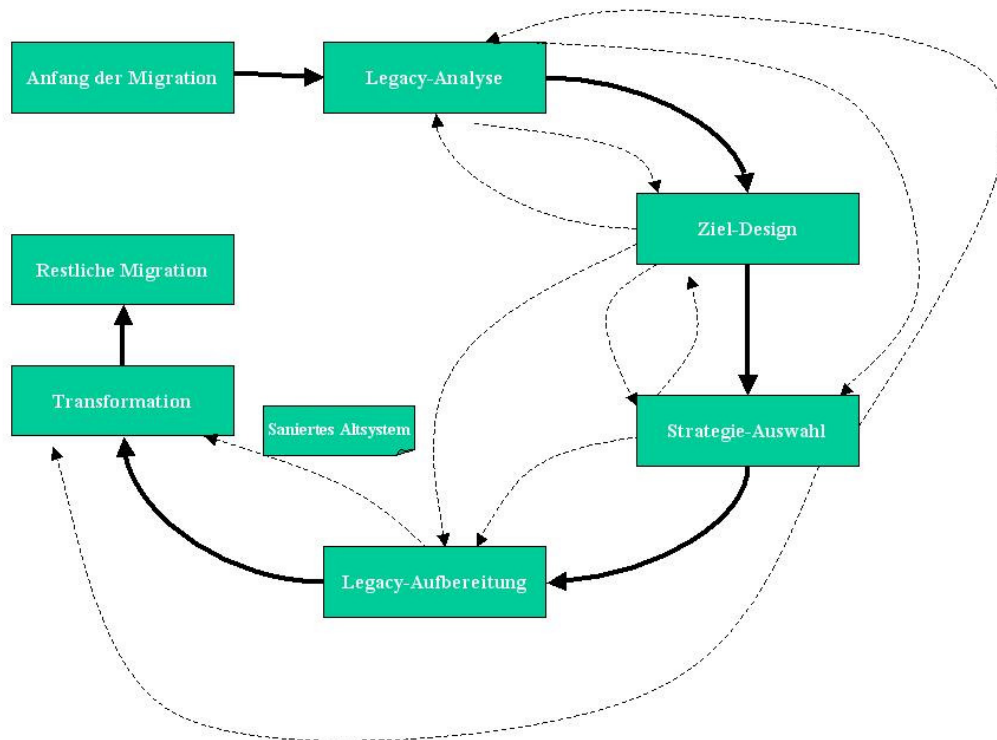 Anfang der Migration
Legacy-Analyse
Ziel-Design
Restliche Migration
Transformation
Saniertes Altsystem
Strategie-Auswahl
Legacy-Aufbereitung